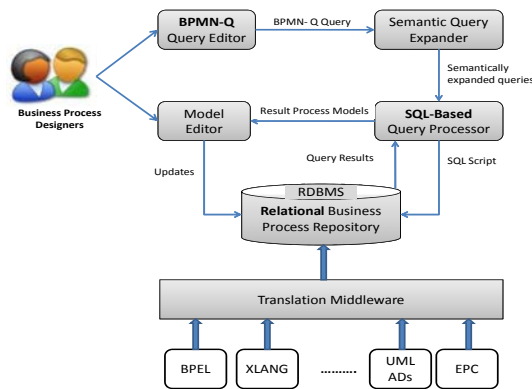 BPMN-Q
Query Editor
BPMN- Q Query
Semantic Query
Expander
Business Process
Designers
Semantically
expanded queries
Model
Editor
Result Process Models
SQL-Based
Query Processor
Updates
Query Results
SQL Script
RDBMS
Relational Business
Process Repository
Translation Middleware
BPEL
XLANG
..........
UML
ADs
EPC